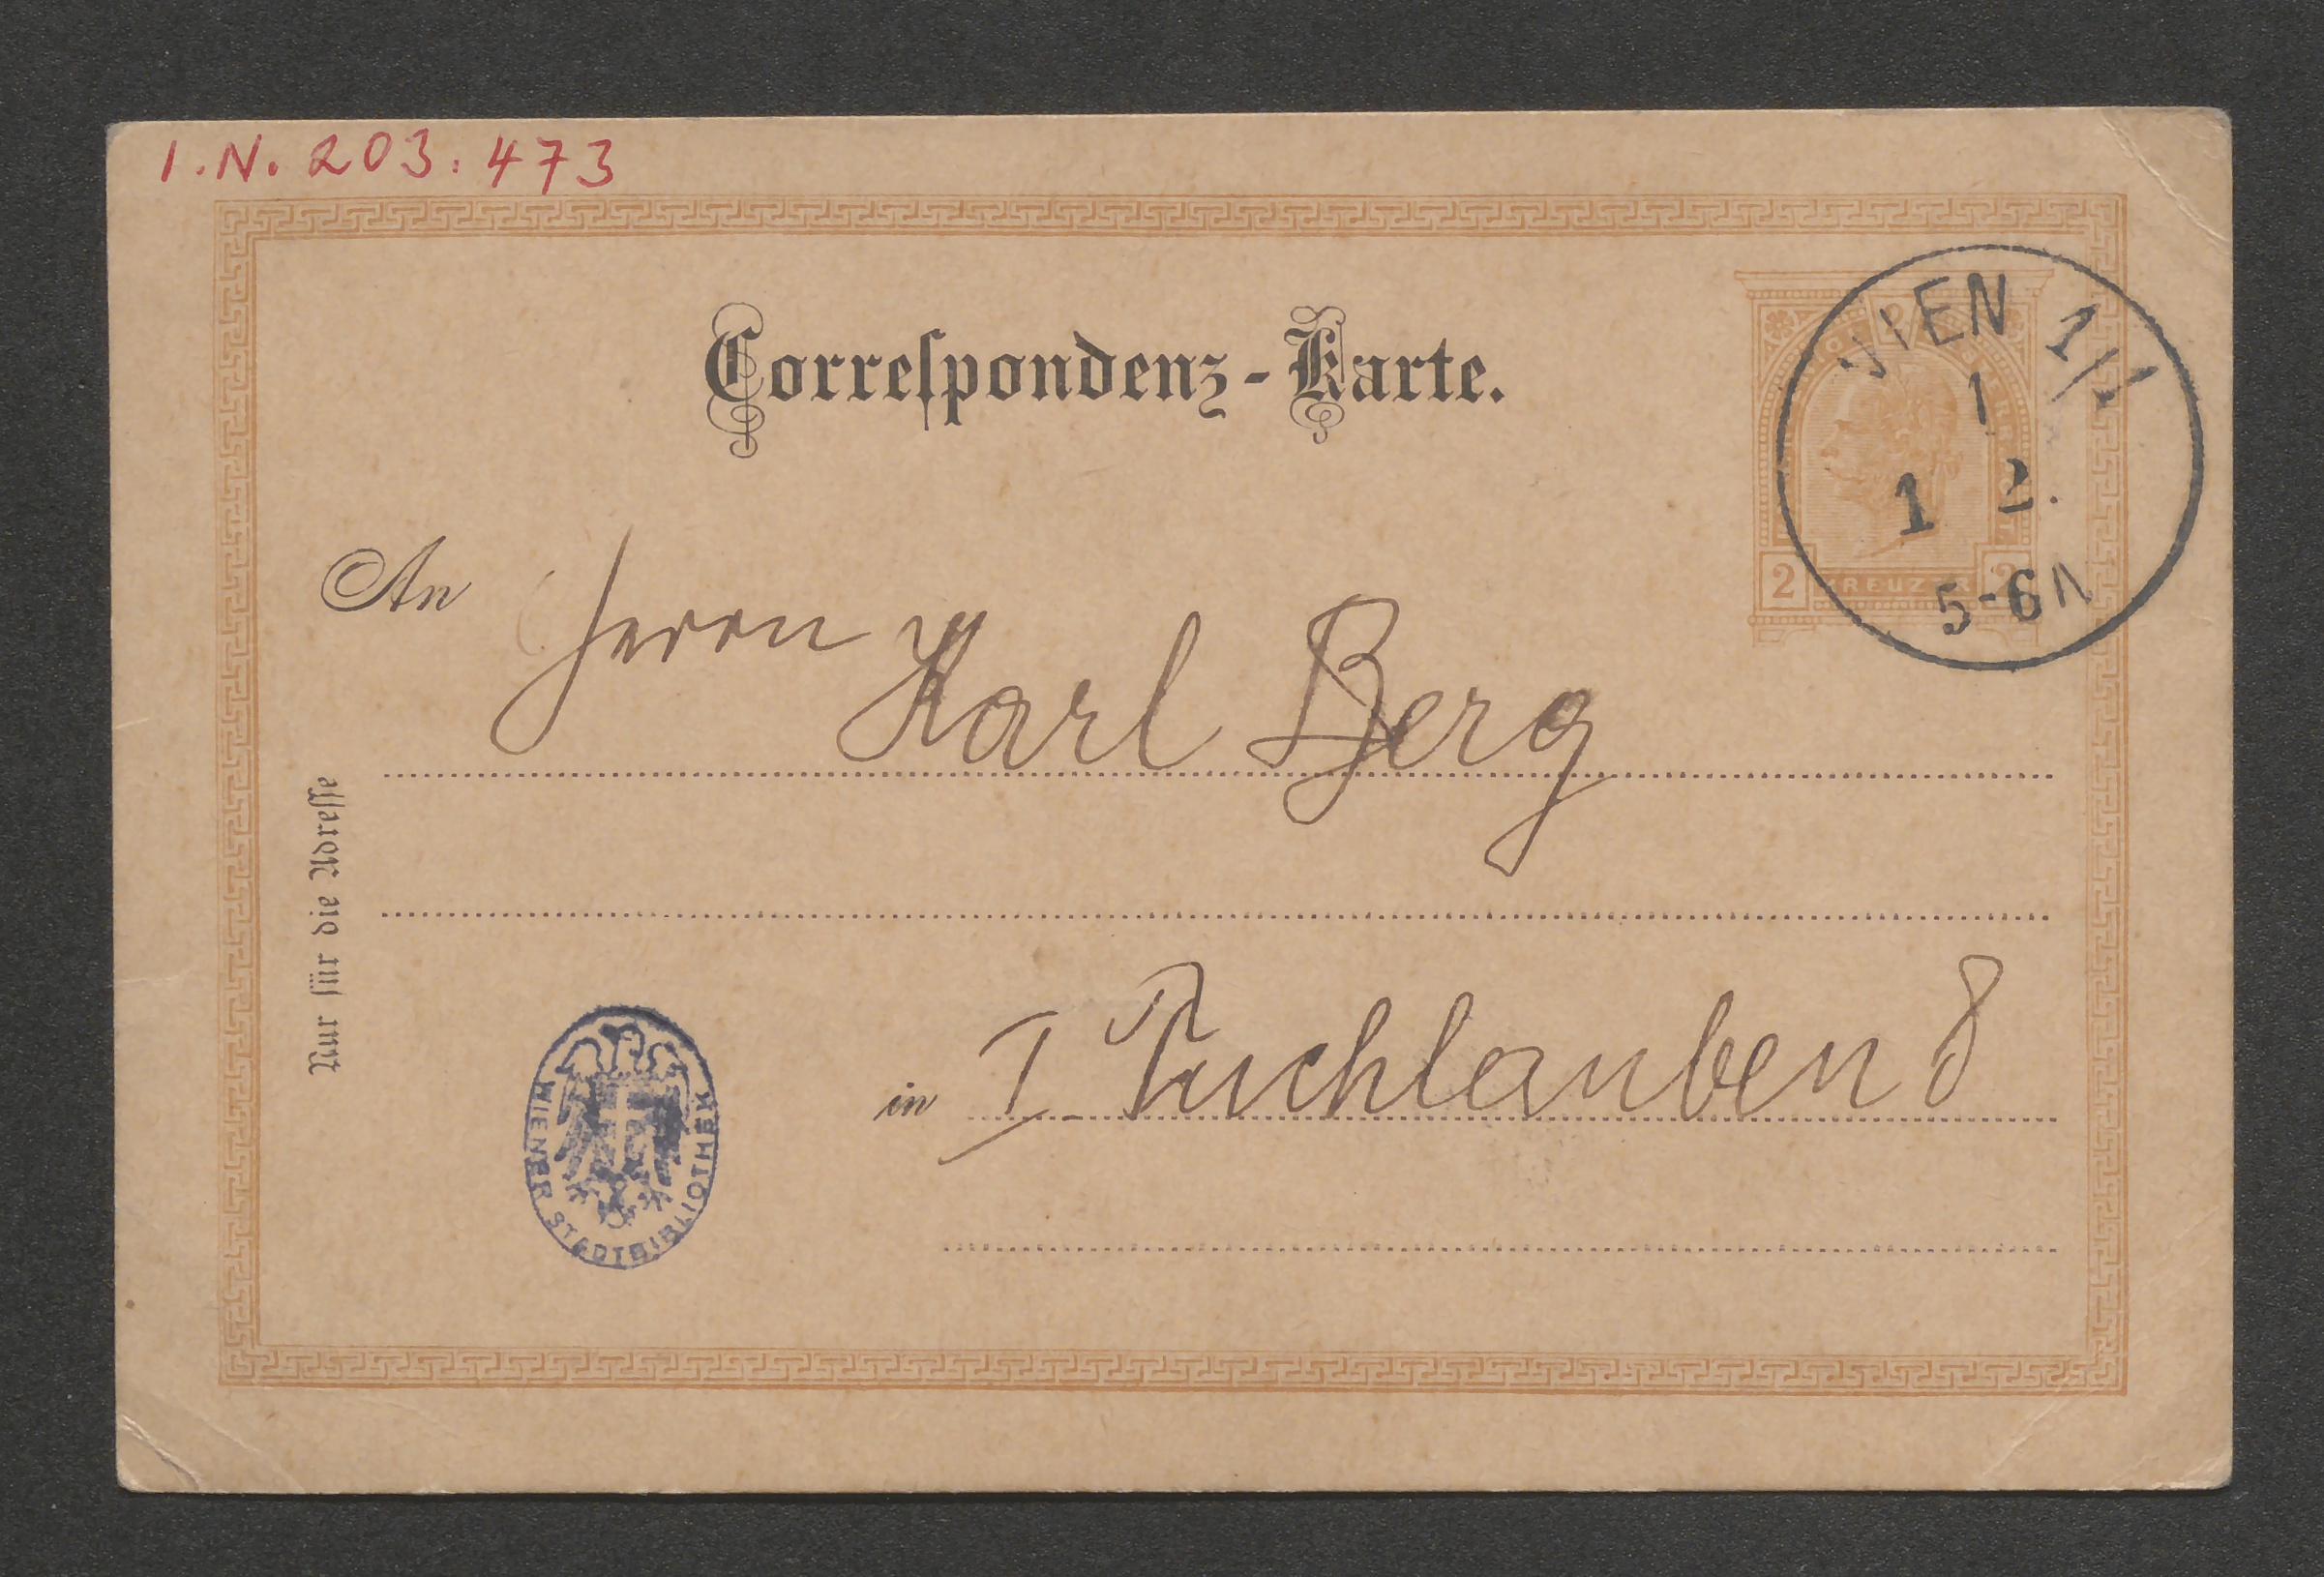 I.N. 203.473
Correſpondenz-Karte.
WIEN 1/1
1
1 2.
5-6N
2 KREUZER 2
An Herrn Karl Berg
Nur für die Adreſſe
in I. Tuchlauben 8
WIENER STADTBIBLIOTHEK